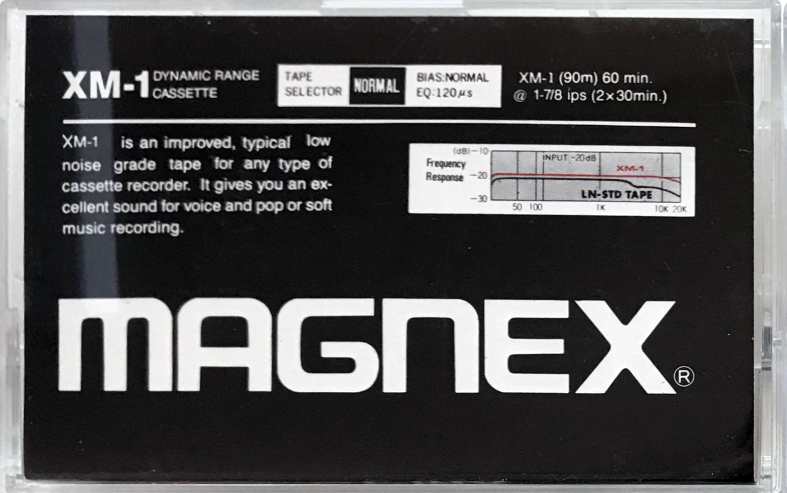 XM-1 DYNAMIC RANGE CASSETTE
TAPE SELECTOR NORMAL BIAS:NORMAL EQ:120μs
XM-1 (90m) 60 min.
@ 1-7/8 ips (2×30min.)
XM-1 is an improved, typical low
noise grade tape for any type of
cassette recorder. It gives you an ex-
cellent sound for voice and pop or soft
music recording.
Frequency
Response
(dB) -10
-20
-30
INPUT -20dB
XM-1
LN-STD TAPE
50 100 1K 10K 20K
MAGNEX®